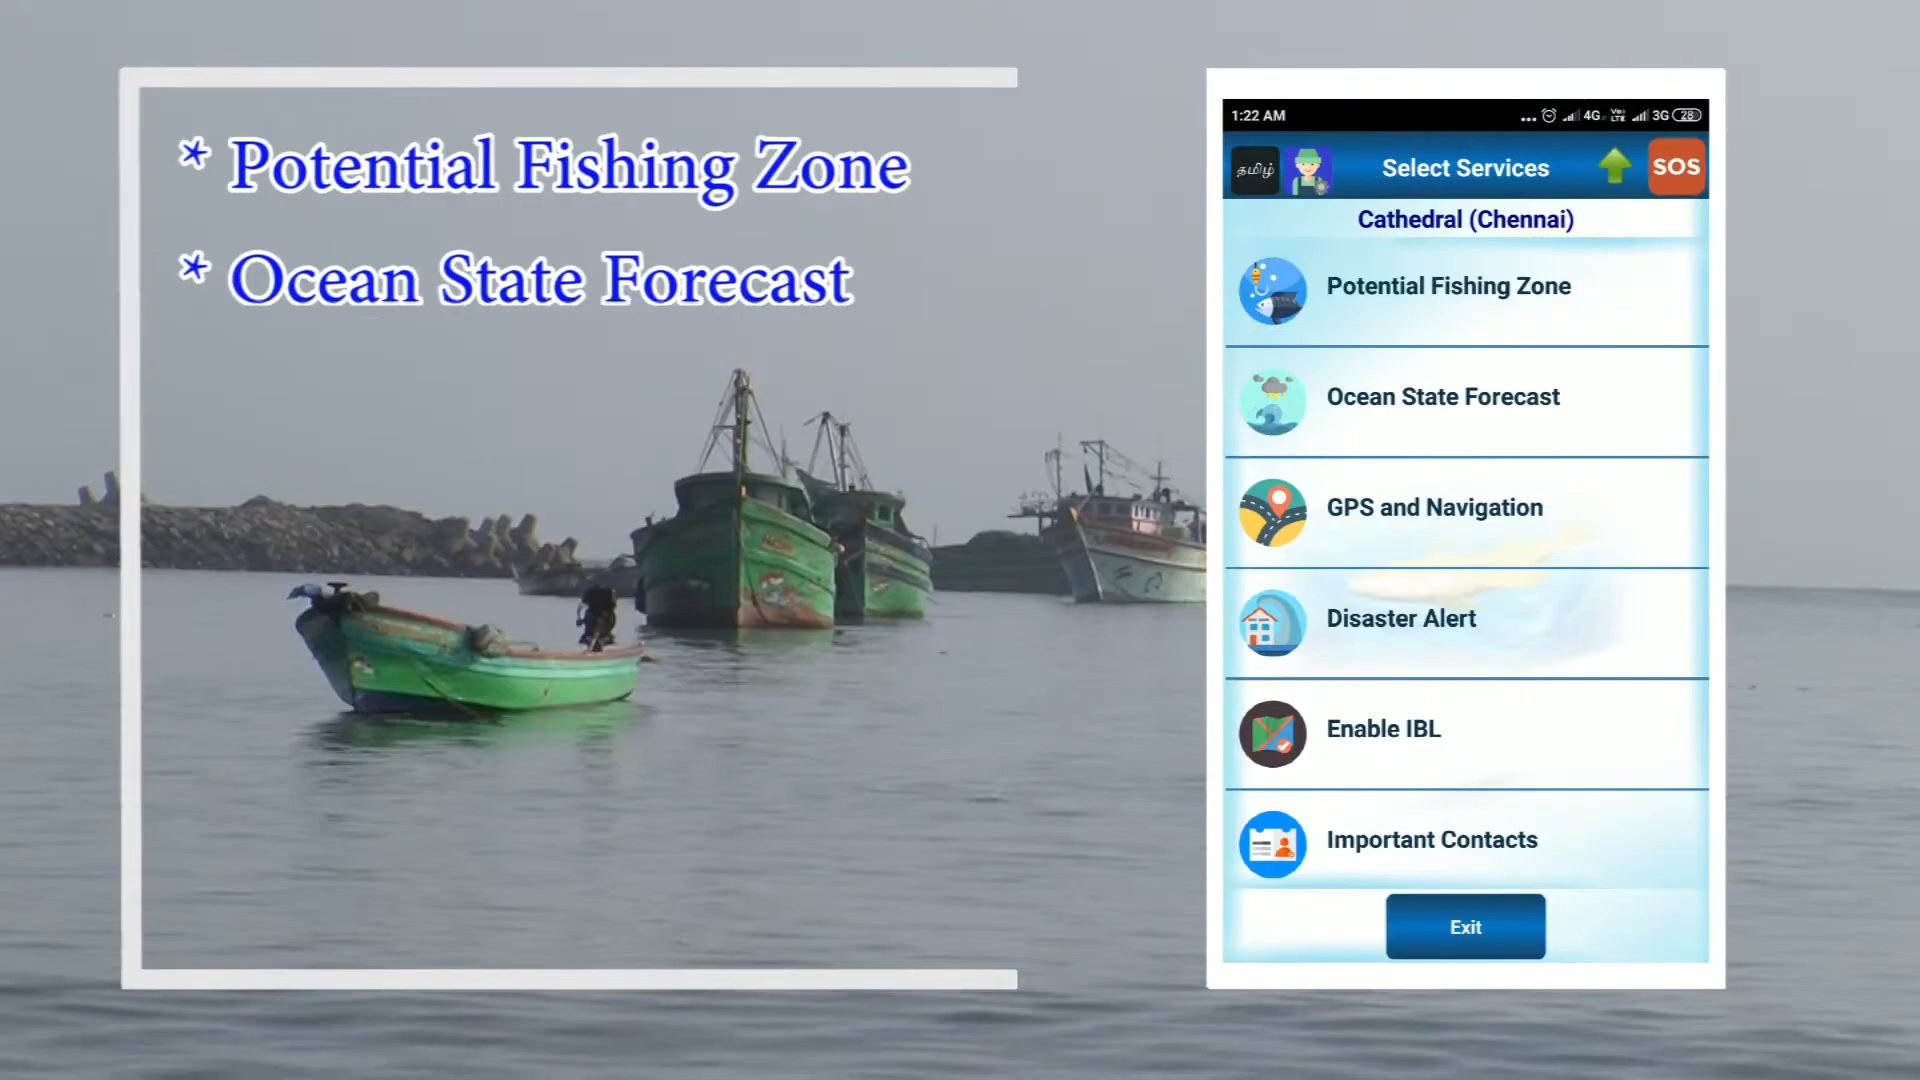 * Potential Fishing Zone
* Ocean State Forecast
1:22 AM
4G VoLTE 3G 28
தமிழ்
Select Services
SOS
Cathedral (Chennai)
Potential Fishing Zone
Ocean State Forecast
GPS and Navigation
Disaster Alert
Enable IBL
Important Contacts
Exit